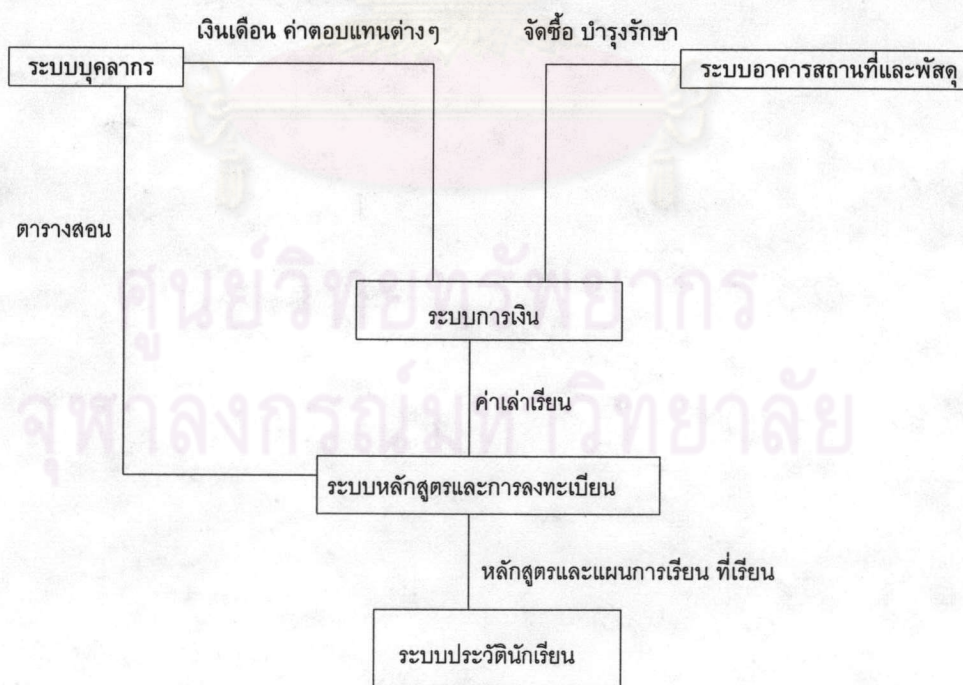 เงินเดือน ค่าตอบแทนต่างๆ
จัดซื้อ บำรุงรักษา
ระบบบุคลากร
ระบบอาคารสถานที่และพัสดุ
ตารางสอน
ศูนย์วิทยทรัพยากร
ระบบการเงิน
ค่าเล่าเรียน
จุฬาลงกรณ์มหาวิทยาลัย
ระบบหลักสูตรและการลงทะเบียน
หลักสูตรและแผนการเรียน ที่เรียน
ระบบประวัตินักเรียน